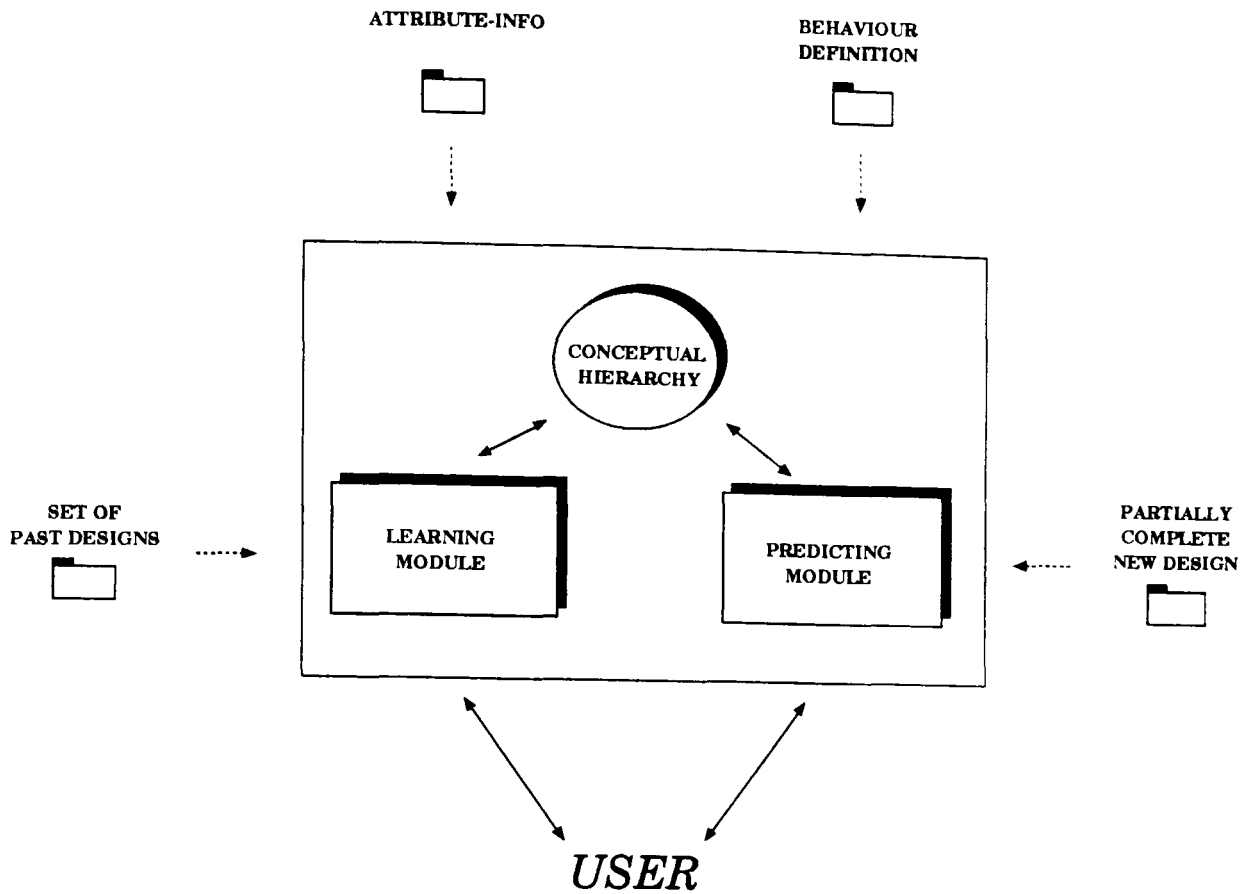 ATTRIBUTE-INFO
BEHAVIOUR
DEFINITION
CONCEPTUAL
HIERARCHY
SET OF
PAST DESIGNS
LEARNING
MODULE
PREDICTING
MODULE
PARTIALLY
COMPLETE
NEW DESIGN
USER